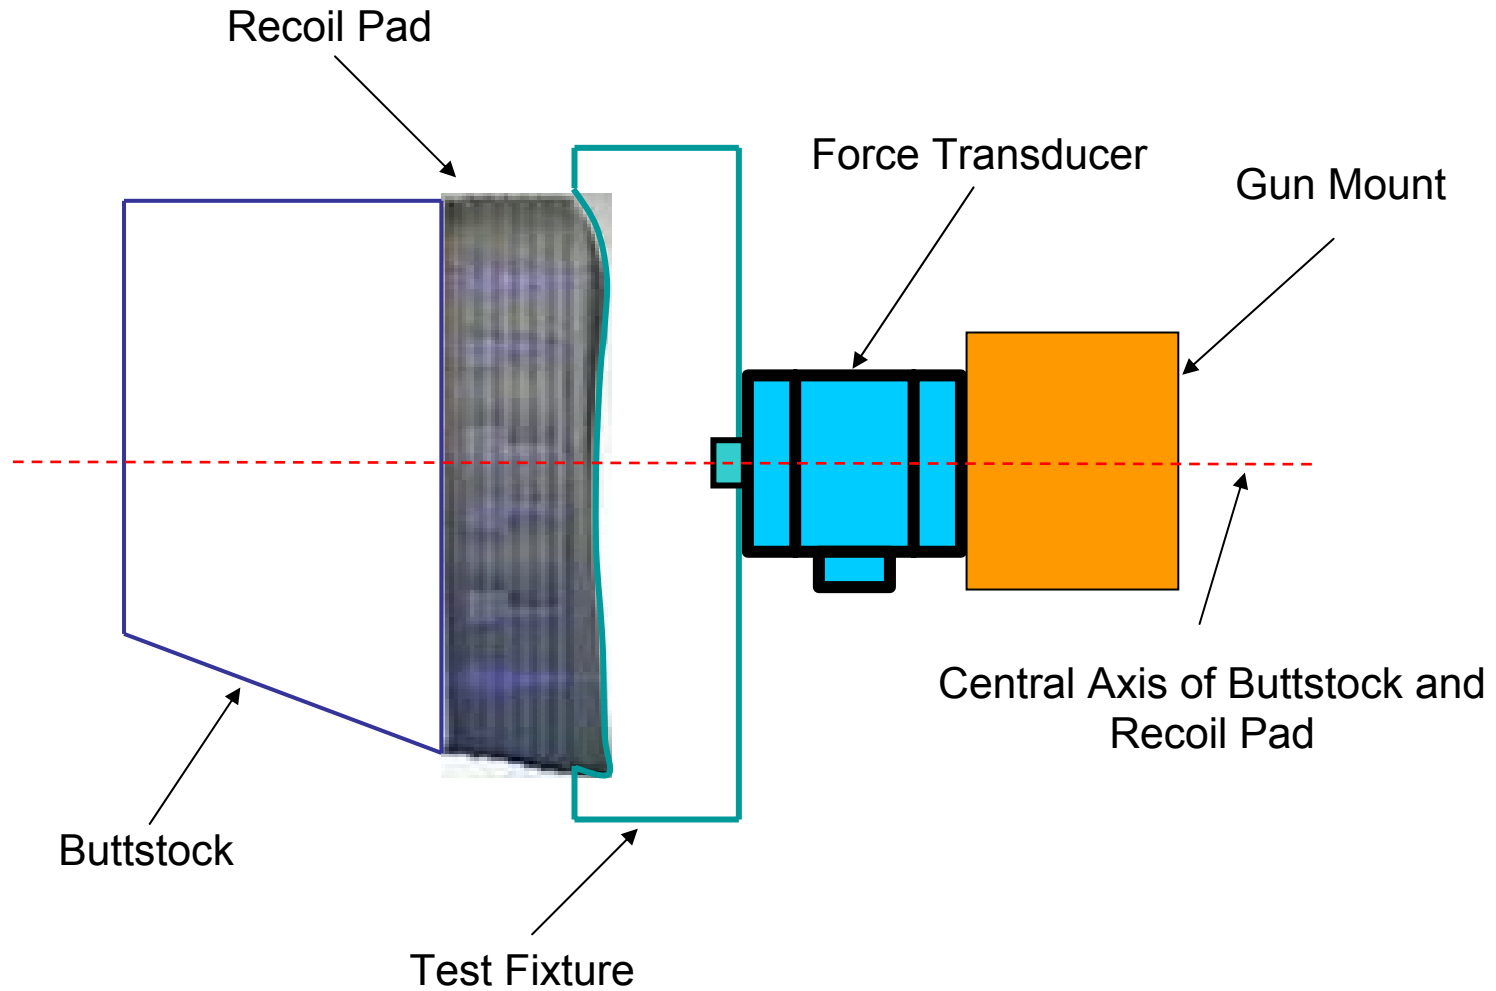 Recoil Pad
Force Transducer
Gun Mount
Central Axis of Buttstock and
Recoil Pad
Buttstock
Test Fixture